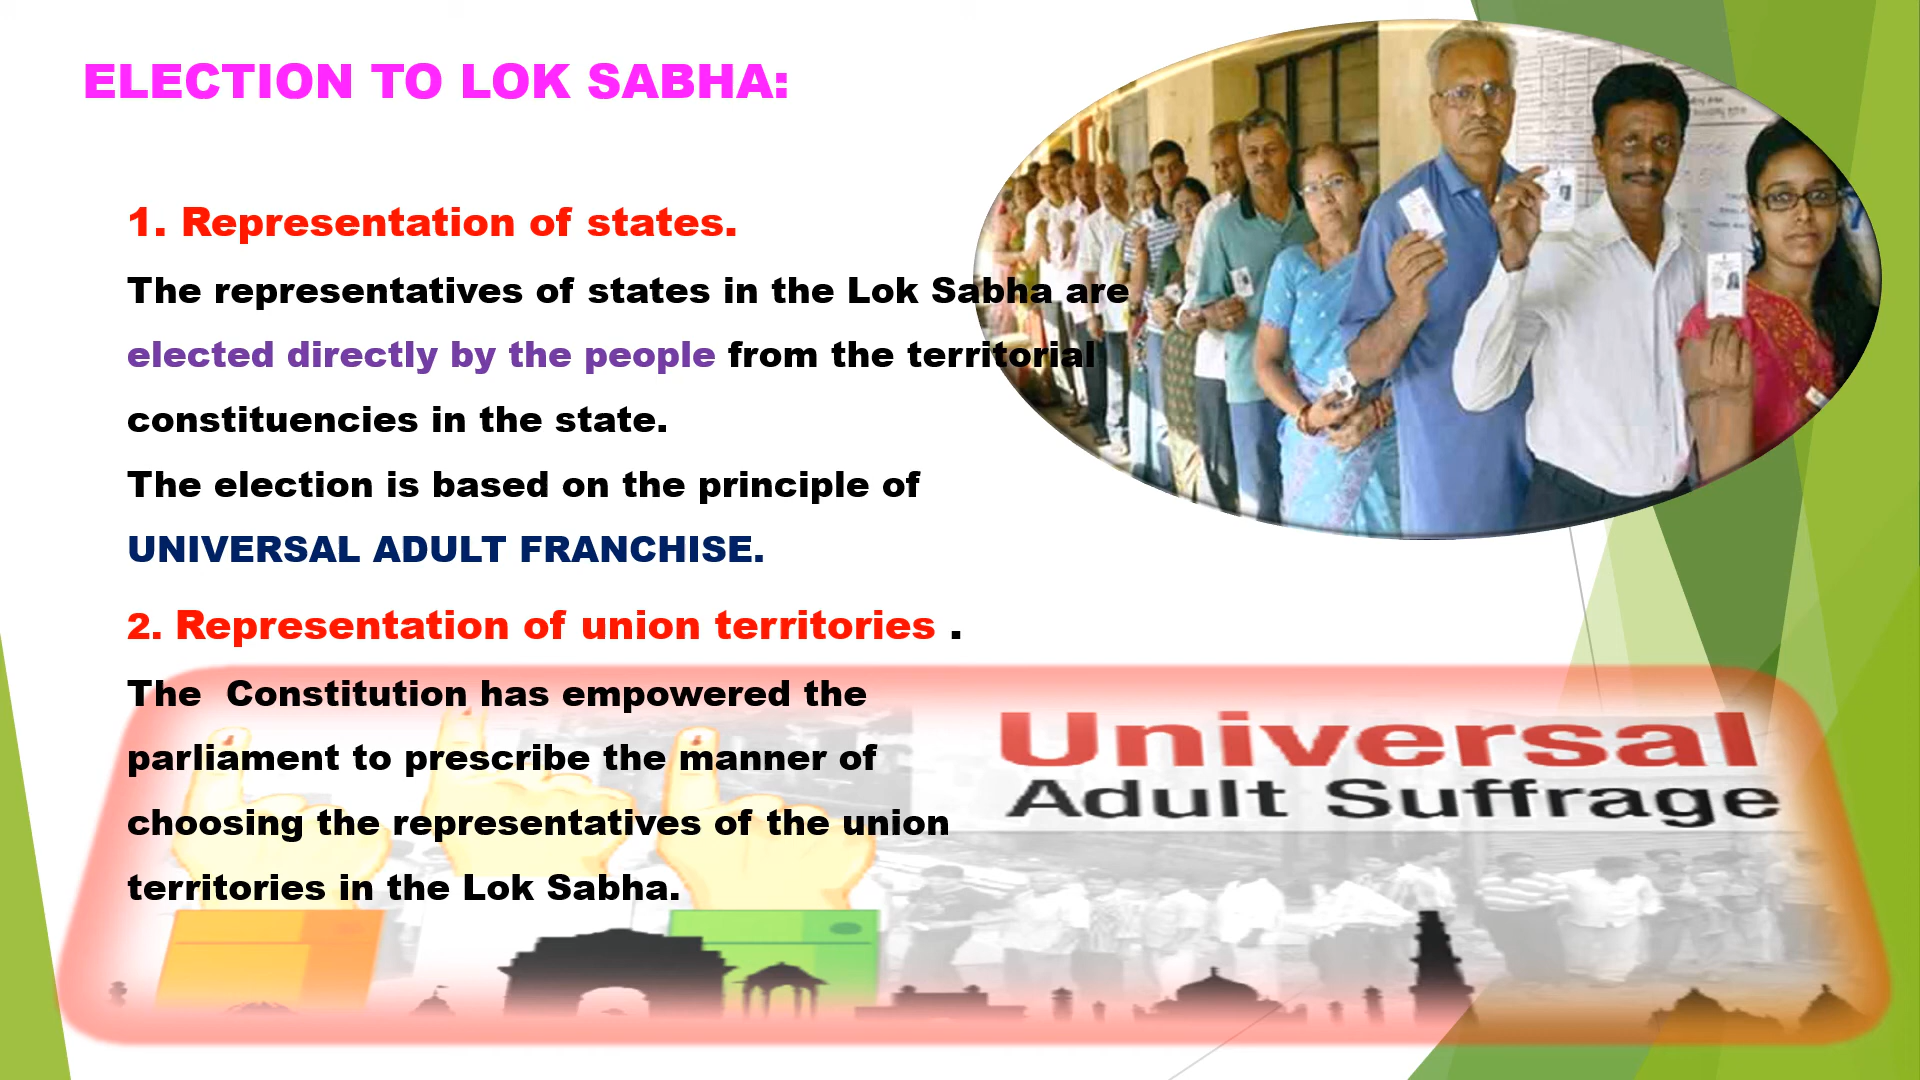 ELECTION TO LOK SABHA:
1. Representation of states.
The representatives of states in the Lok Sabha are
elected directly by the people from the territorial
constituencies in the state.
The election is based on the principle of
UNIVERSAL ADULT FRANCHISE.
2. Representation of union territories .
The  Constitution has empowered the
parliament to prescribe the manner of
choosing the representatives of the union
territories in the Lok Sabha.
Universal
Adult Suffrage